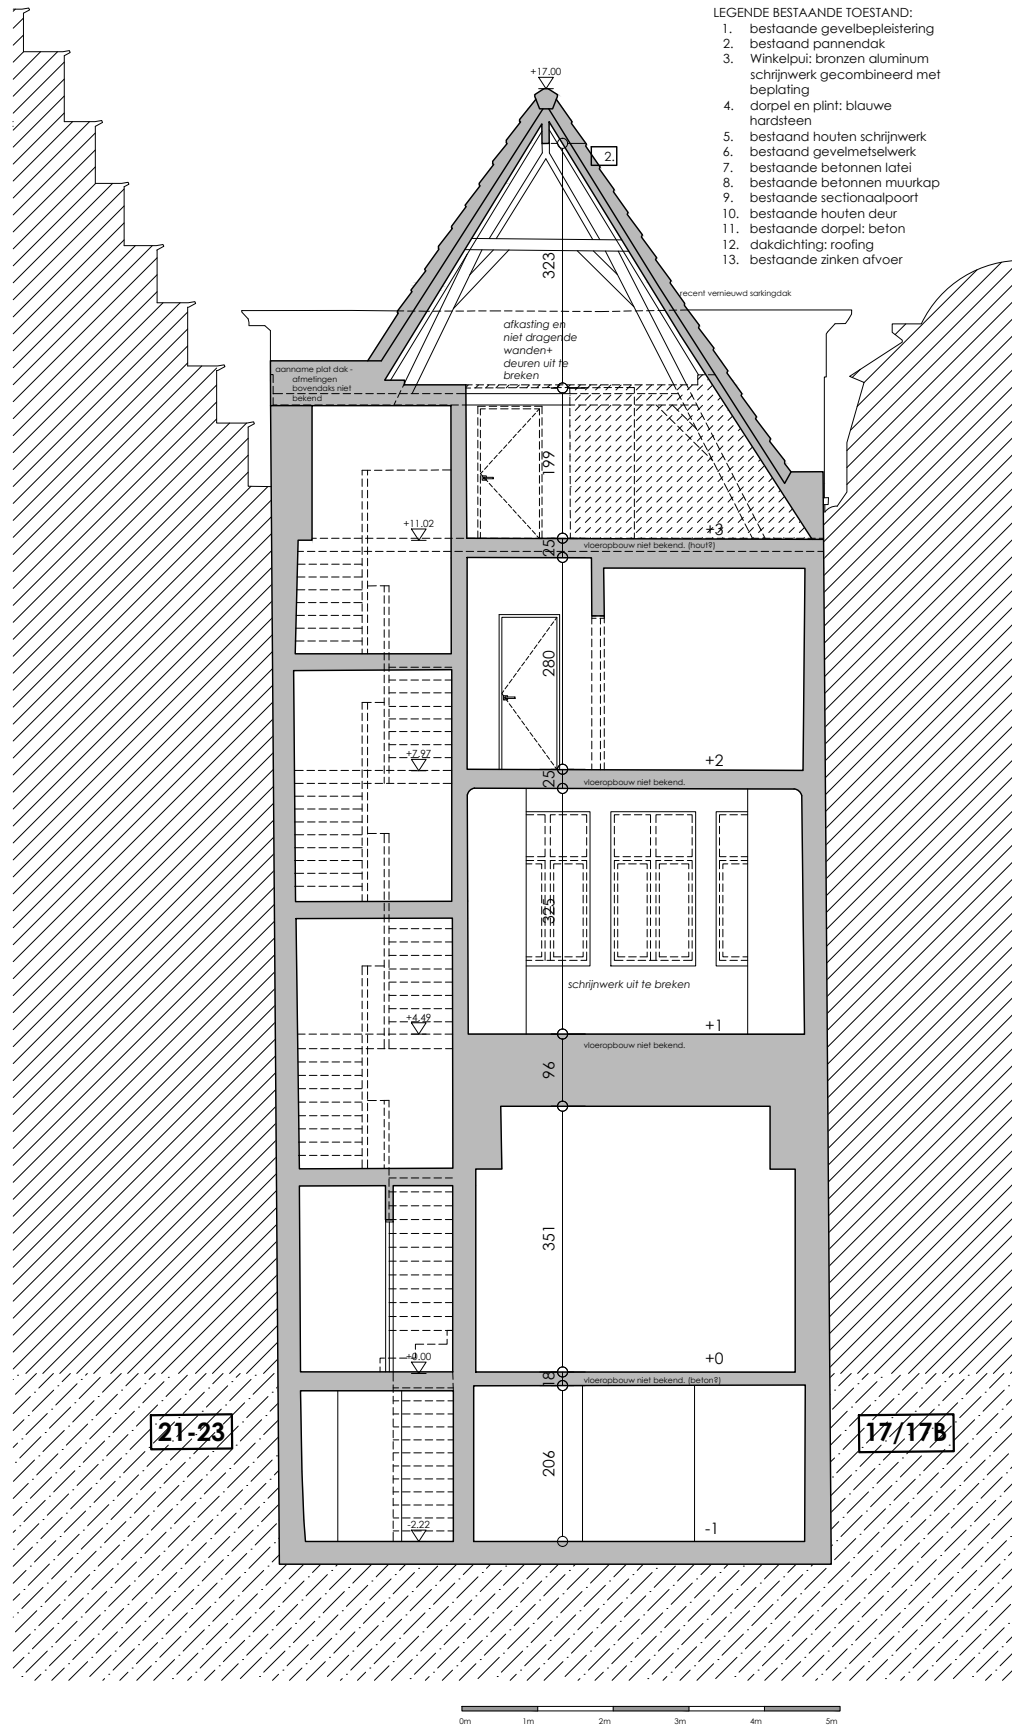 LEGENDE BESTAANDE TOESTAND:
1. bestaande gevelbepleistering
2. bestaand pannendak
3. Winkelpui: bronzen aluminum
schrijnwerk gecombineerd met
beplating
4. dorpel en plint: blauwe
hardsteen
5. bestaand houten schrijnwerk
6. bestaand gevelmetselwerk
7. bestaande betonnen latei
8. bestaande betonnen muurkap
9. bestaande sectionaalpoort
10. bestaande houten deur
11. bestaande dorpel: beton
12. dakdichting: roofing
13. bestaande zinken afvoer
+17.00
2.
323
recent vernieuwd sarkingdak
afkasting en
niet dragende
wanden+
deuren uit te
breken
aanname plat dak -
afmetingen
bovendaks niet
bekend
199
+11.02
+3
25
vloeropbouw niet bekend. (hout?)
280
+7.97
+2
25
vloeropbouw niet bekend.
325
schrijnwerk uit te breken
+4.49
+1
vloeropbouw niet bekend.
96
351
+0.00
+0
18
vloeropbouw niet bekend. (beton?)
21-23
17/17B
206
-2.22
-1
0m 1m 2m 3m 4m 5m